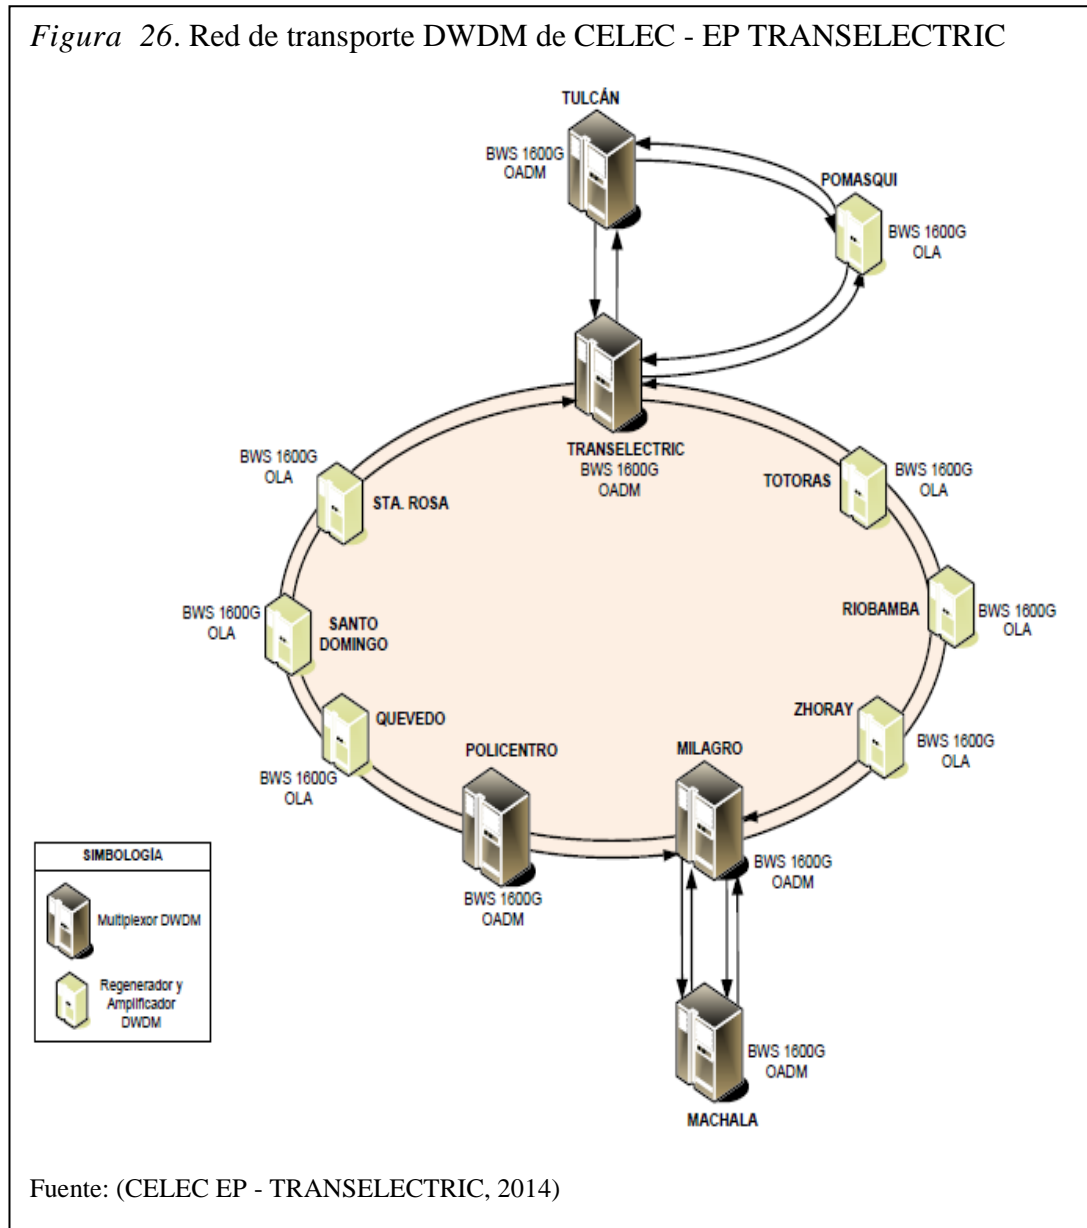 Figura 26. Red de transporte DWDM de CELEC - EP TRANSELECTRIC
TULCÁN
BWS 1600G
OADM
POMASQUI
BWS 1600G
OLA
TRANSELECTRIC
BWS 1600G
OADM
BWS 1600G
OLA
STA. ROSA
TOTORAS
BWS 1600G
OLA
BWS 1600G
OLA
SANTO
DOMINGO
RIOBAMBA
BWS 1600G
OLA
QUEVEDO
BWS 1600G
OLA
POLICENTRO
BWS 1600G
OADM
MILAGRO
BWS 1600G
OADM
ZHORAY
BWS 1600G
OLA
SIMBOLOGÍA
Multiplexor DWDM
Regenerador y
Amplificador
DWDM
BWS 1600G
OADM
MACHALA
Fuente: (CELEC EP - TRANSELECTRIC, 2014)